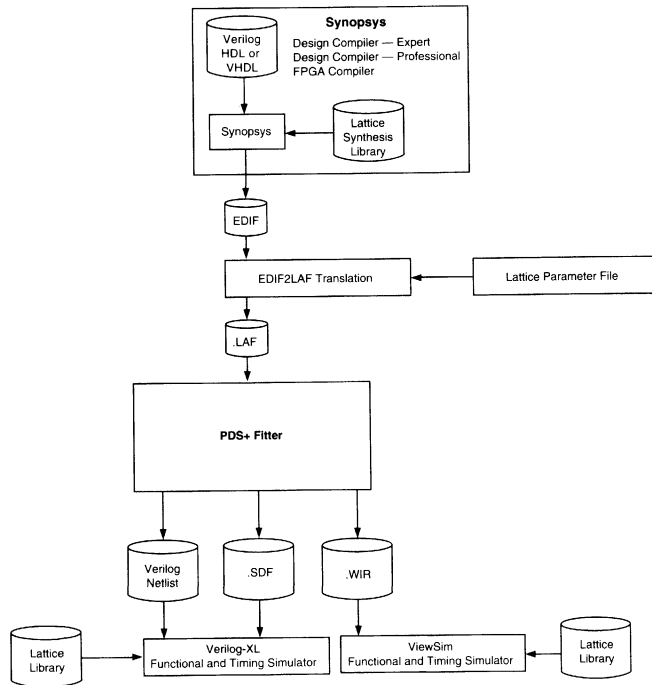 Synopsys
Verilog
HDL or
VHDL
Design Compiler — Expert
Design Compiler — Professional
FPGA Compiler
Synopsys
Lattice
Synthesis
Library
EDIF
EDIF2LAF Translation
Lattice Parameter File
.LAF
PDS+ Fitter
Verilog
Netlist
.SDF
.WIR
Lattice
Library
Verilog-XL
Functional and Timing Simulator
ViewSim
Functional and Timing Simulator
Lattice
Library